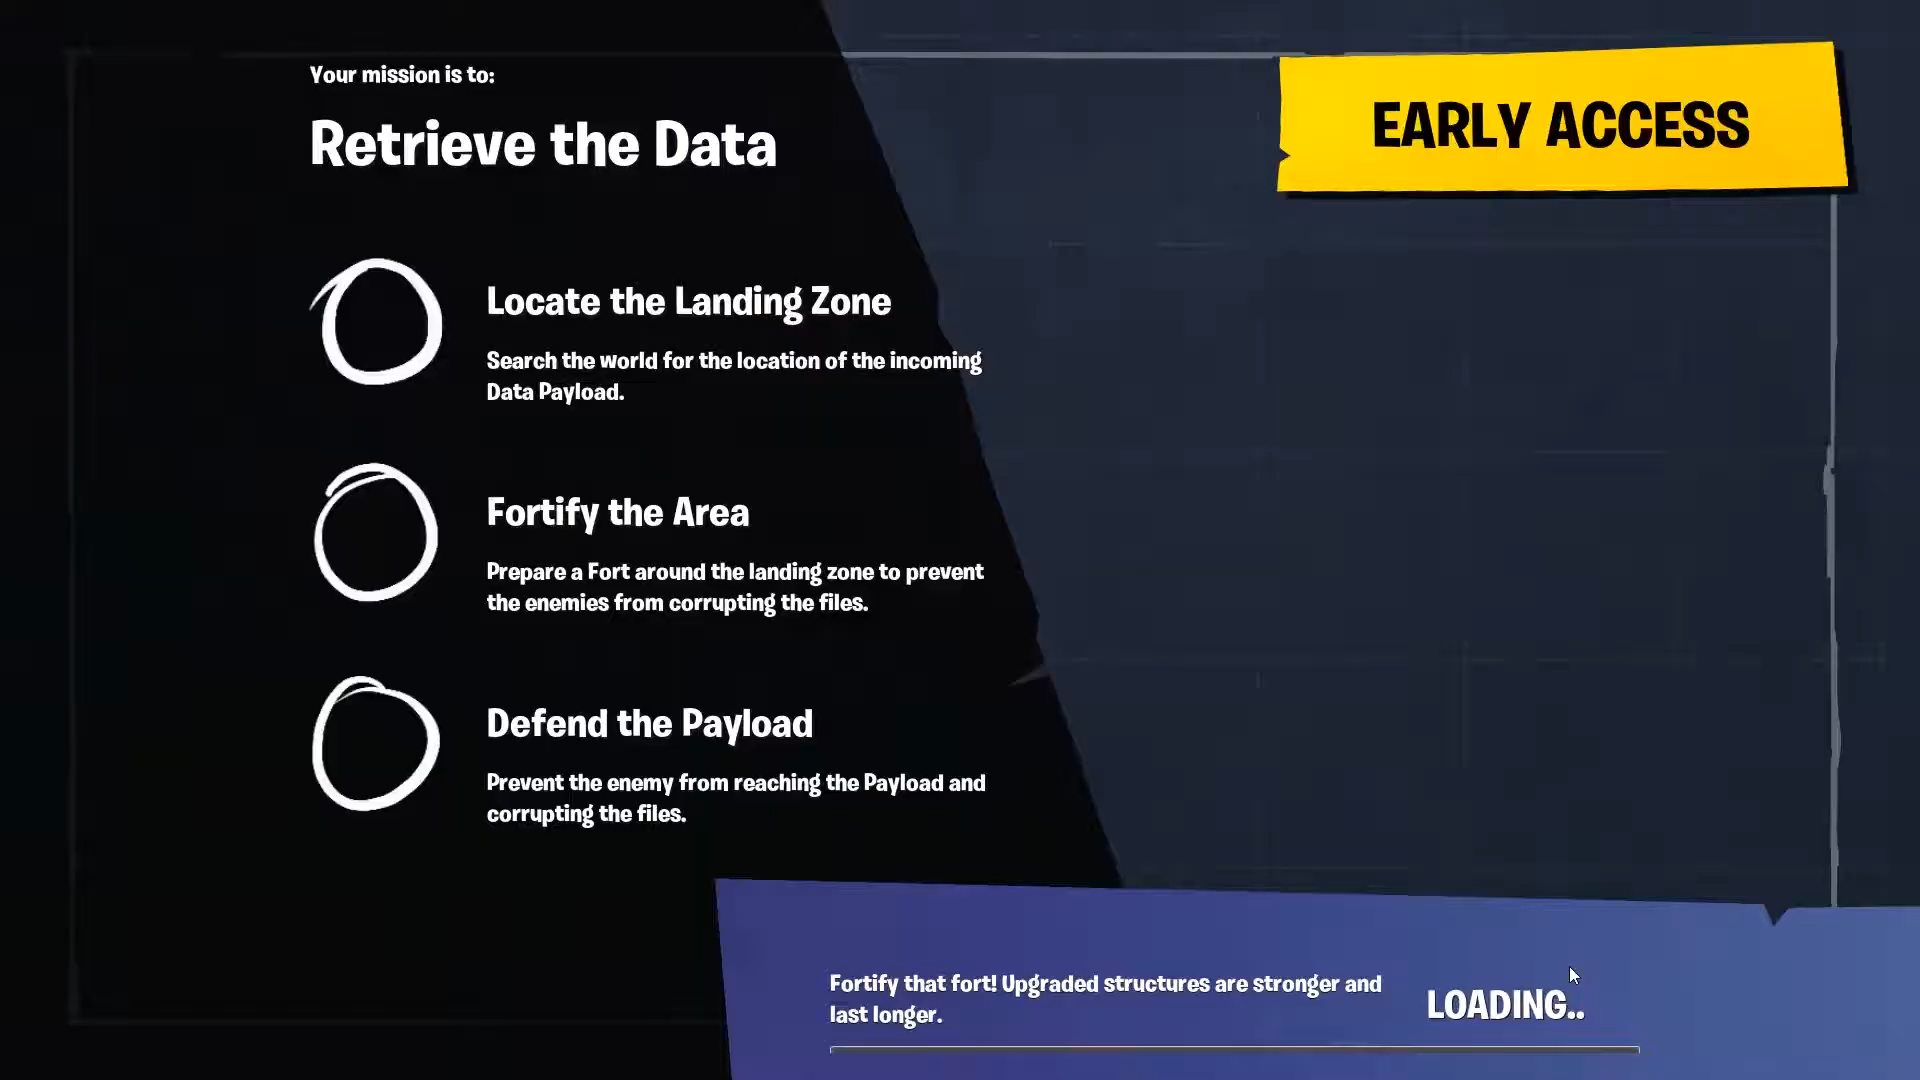 Your mission is to:
Retrieve the Data
EARLY ACCESS
Locate the Landing Zone
Search the world for the location of the incoming
Data Payload.
Fortify the Area
Prepare a Fort around the landing zone to prevent
the enemies from corrupting the files.
Defend the Payload
Prevent the enemy from reaching the Payload and
corrupting the files.
Fortify that fort! Upgraded structures are stronger and
last longer.
LOADING..